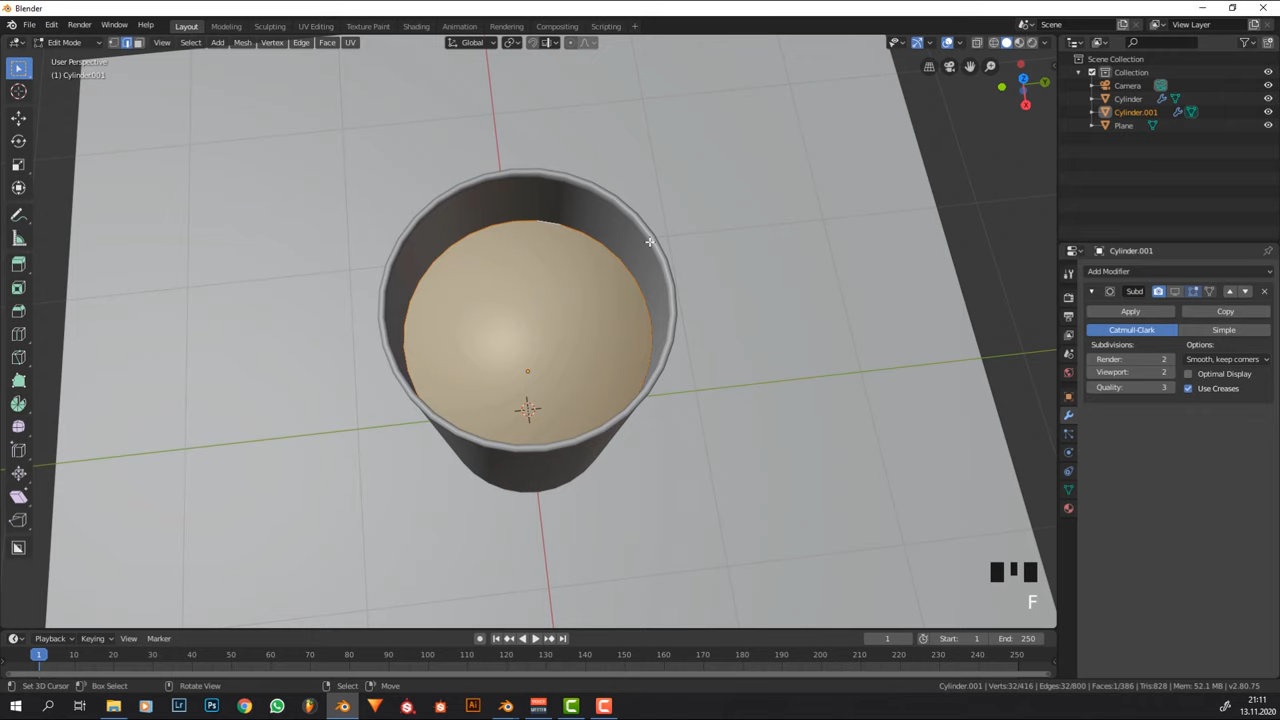 Blender
File Edit Render Window Help Layout Modeling Sculpting UV Editing Texture Paint Shading Animation Rendering Compositing Scripting + Scene View Layer
Edit Mode View Select Add Mesh Vertex Edge Face UV Global
User Perspective
(1) Cylinder001
Z
Y
X
Scene Collection
Collection
Camera
Cylinder
Cylinder.001
Plane
Cylinder.001
Add Modifier
Subd
Apply Copy
Catmull-Clark Simple
Subdivisions: Options:
Render: 2 Smooth, keep corners
Viewport: 2 Optimal Display
Quality: 3 Use Creases
F
Playback Keying View Marker 1 Start: 1 End: 250
1 10 20 30 40 50 60 70 80 90 100 110 120 130 140 150 160 170 180 190 200 210 220 230 240 250
Set 3D Cursor Box Select Rotate View Select Move Cylinder.001 | Verts:32/416 | Edges:32/800 | Faces:1/386 | Tris:828 | Mem: 52.1 MB | v2.80.75
21:11
13.11.2020